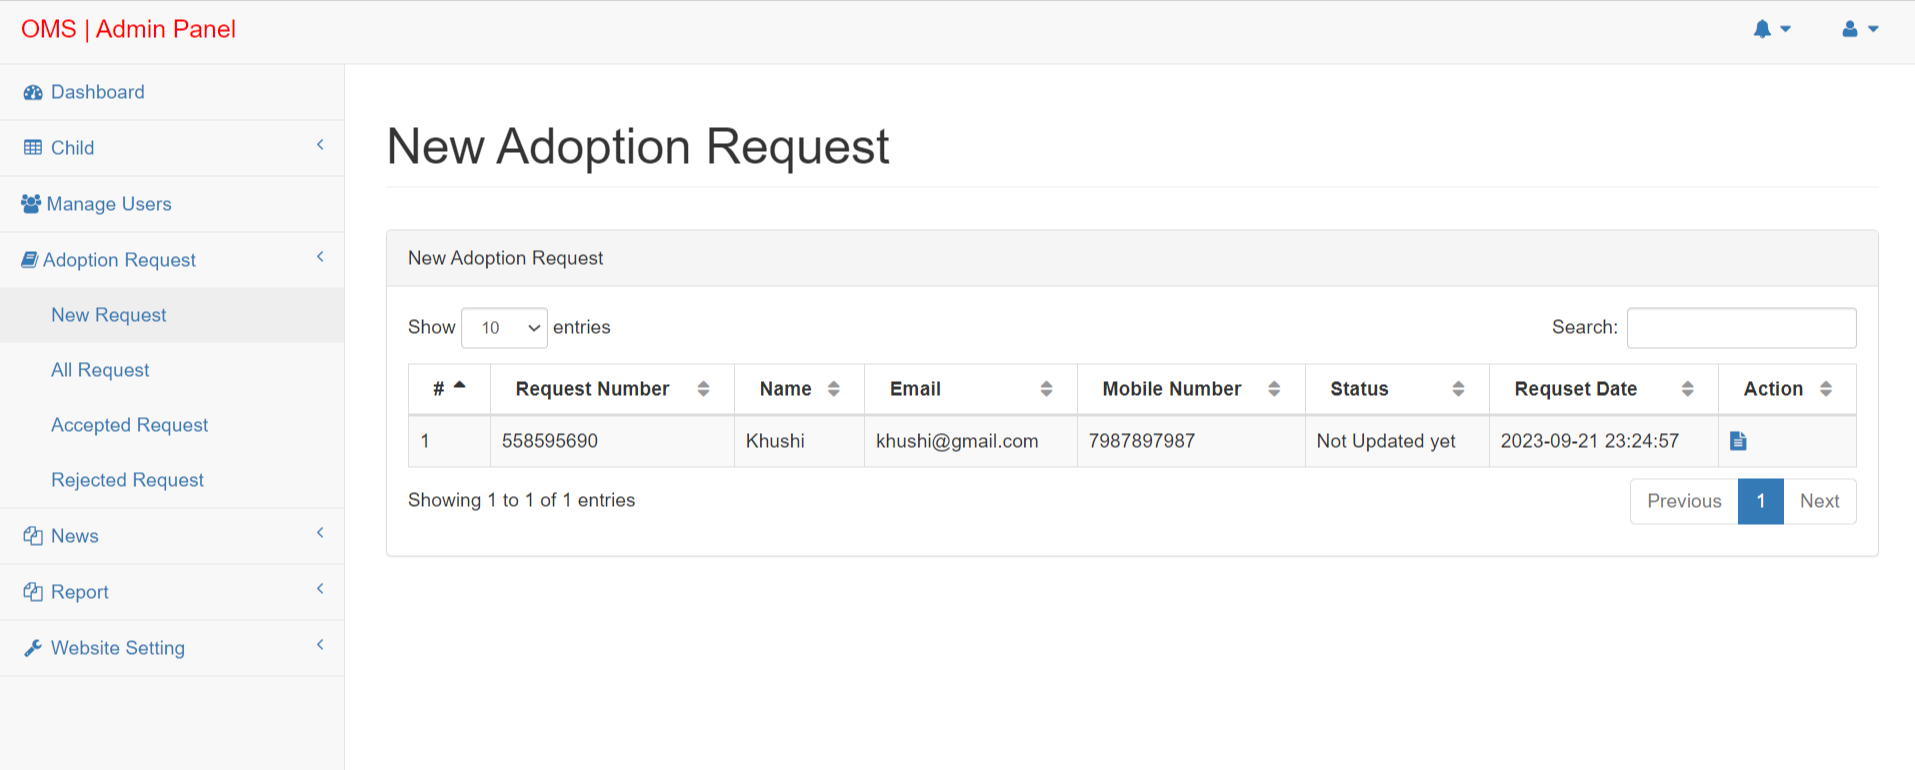 OMS | Admin Panel
Dashboard
Child
Manage Users
Adoption Request
New Request
All Request
Accepted Request
Rejected Request
News
Report
Website Setting
New Adoption Request
New Adoption Request
Show 10 entries
Search:
# Request Number Name Email Mobile Number Status Requset Date Action
1 558595690 Khushi khushi@gmail.com 7987897987 Not Updated yet 2023-09-21 23:24:57
Showing 1 to 1 of 1 entries
Previous 1 Next